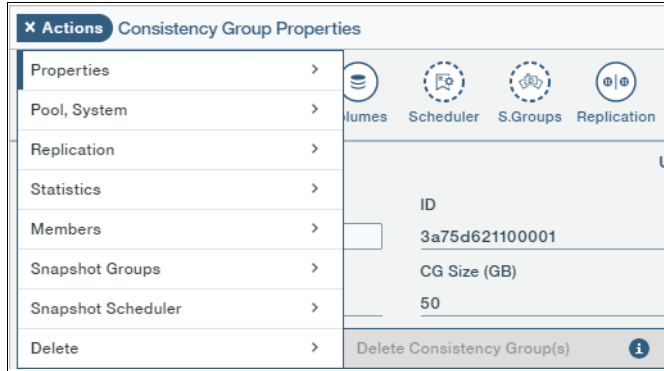 × Actions Consistency Group Properties
Properties
Pool, System
lumes Scheduler S.Groups Replication
Replication
Statistics
ID
Members
3a75d621100001
Snapshot Groups
CG Size (GB)
Snapshot Scheduler
50
Delete
Delete Consistency Group(s)